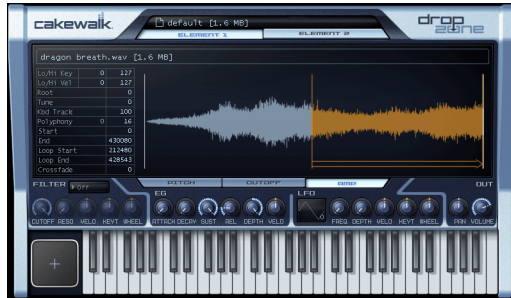 cakewalk.
default [1.6 MB]
drop
zone
ELEMENT 1
ELEMENT 2
dragon breath.wav [1.6 MB]
Lo/Hi Key 0 127
Lo/Hi Vel 0 127
Root 0
Tune 0
Kbd Track 100
Polyphony 0 16
Start 0
End 430080
Loop Start 212480
Loop End 428543
Crossfade 0
PITCH
CUTOFF
AMP
FILTER
Off
EG
LFO
OUT
6
CUTOFF RESO VELO KEYT WHEEL
ATTACK DECAY SUST REL DEPTH VELO
FREQ DEPTH VELO KEYT WHEEL
PAN VOLUME